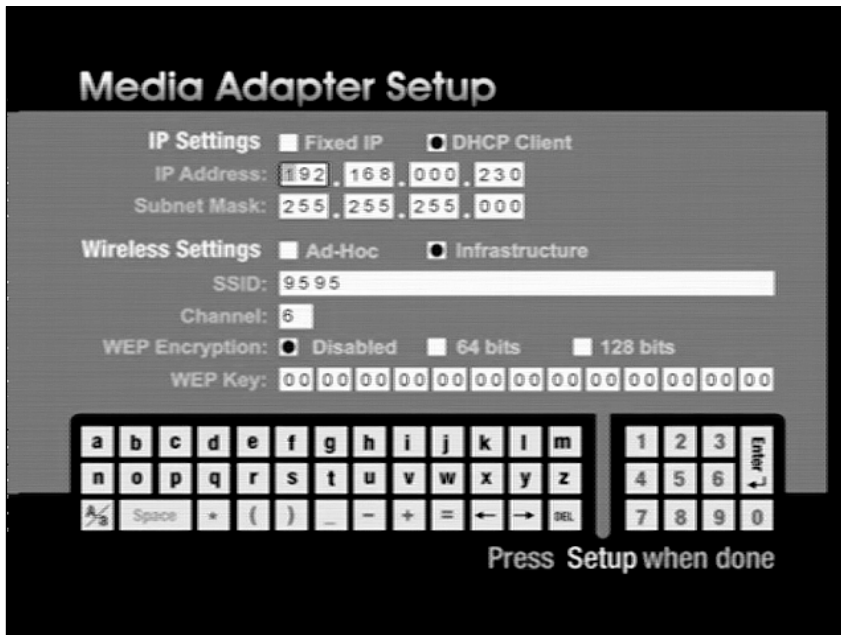 Media Adapter Setup
IP Settings Fixed IP DHCP Client
IP Address: 192.168.000.230
Subnet Mask: 255.255.255.000
Wireless Settings Ad-Hoc Infrastructure
SSID: 9595
Channel: 6
WEP Encryption: Disabled 64 bits 128 bits
WEP Key: 00 00 00 00 00 00 00 00 00 00 00 00 00
a b c d e f g h i j k l m 1 2 3 Enter ↵
n o p q r s t u v w x y z 4 5 6
A/a Space * ( ) _ - + = ← → DEL 7 8 9 0
Press Setup when done